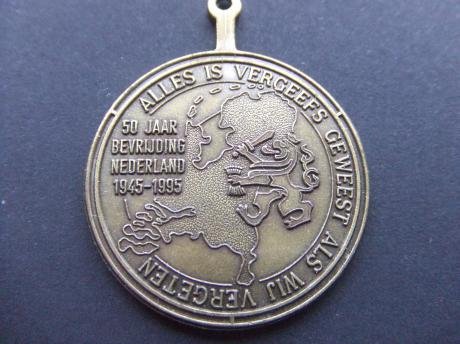 ALLES IS VERGEEFS GEWEEST ALS WIJ VERGETEN
50 JAAR
BEVRIJDING
NEDERLAND
1945-1995